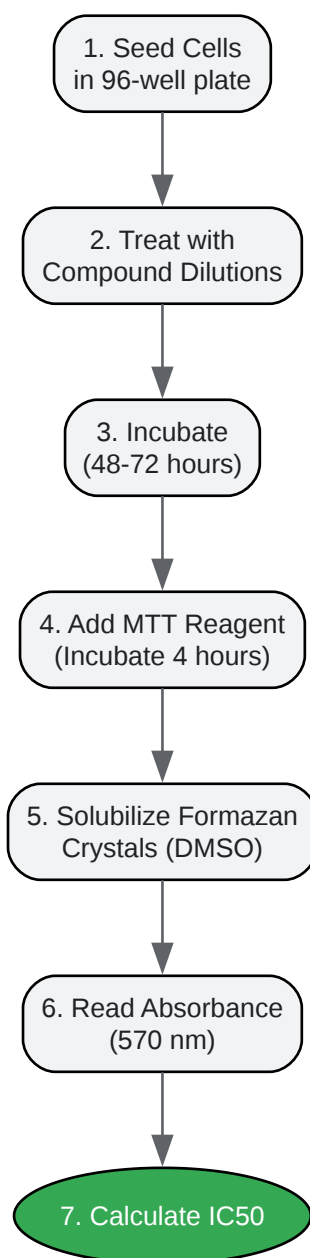 1. Seed Cells
in 96-well plate
2. Treat with
Compound Dilutions
3. Incubate
(48-72 hours)
4. Add MTT Reagent
(Incubate 4 hours)
5. Solubilize Formazan
Crystals (DMSO)
6. Read Absorbance
(570 nm)
7. Calculate IC50